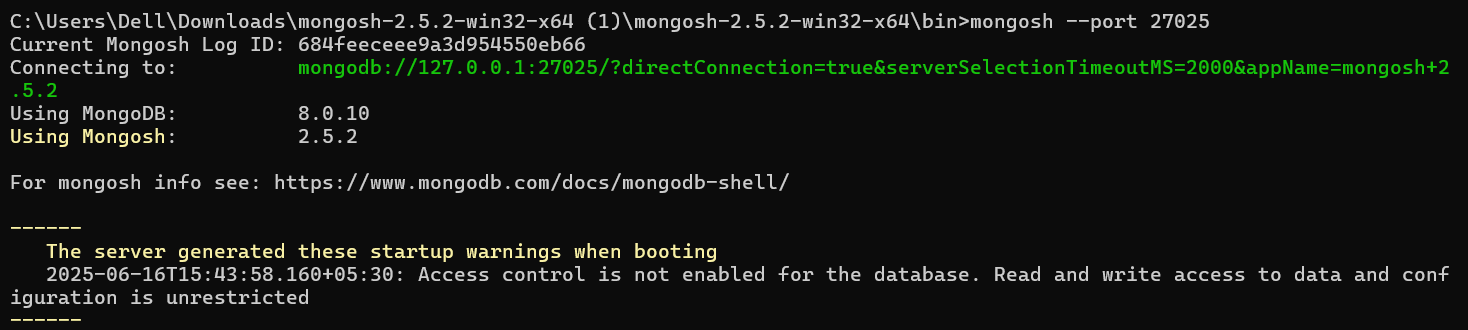 C:\Users\Dell\Downloads\mongosh-2.5.2-win32-x64 (1)\mongosh-2.5.2-win32-x64\bin>mongosh --port 27025
Current Mongosh Log ID: 684feeceee9a3d954550eb66
Connecting to:          mongodb://127.0.0.1:27025/?directConnection=true&serverSelectionTimeoutMS=2000&appName=mongosh+2
.5.2
Using MongoDB:          8.0.10
Using Mongosh:          2.5.2
For mongosh info see: https://www.mongodb.com/docs/mongodb-shell/
------
   The server generated these startup warnings when booting
   2025-06-16T15:43:58.160+05:30: Access control is not enabled for the database. Read and write access to data and conf
iguration is unrestricted
------